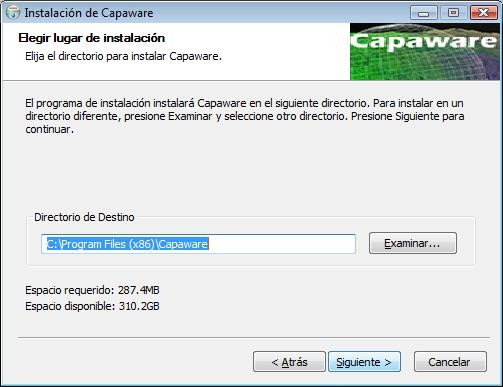 Instalación de Capaware
Elegir lugar de instalación
Elija el directorio para instalar Capaware.
Capaware
El programa de instalación instalará Capaware en el siguiente directorio. Para instalar en un
directorio diferente, presione Examinar y seleccione otro directorio. Presione Siguiente para
continuar.
Directorio de Destino
C:\Program Files (x86)\Capaware
Examinar...
Espacio requerido: 287.4MB
Espacio disponible: 310.2GB
< Atrás
Siguiente >
Cancelar